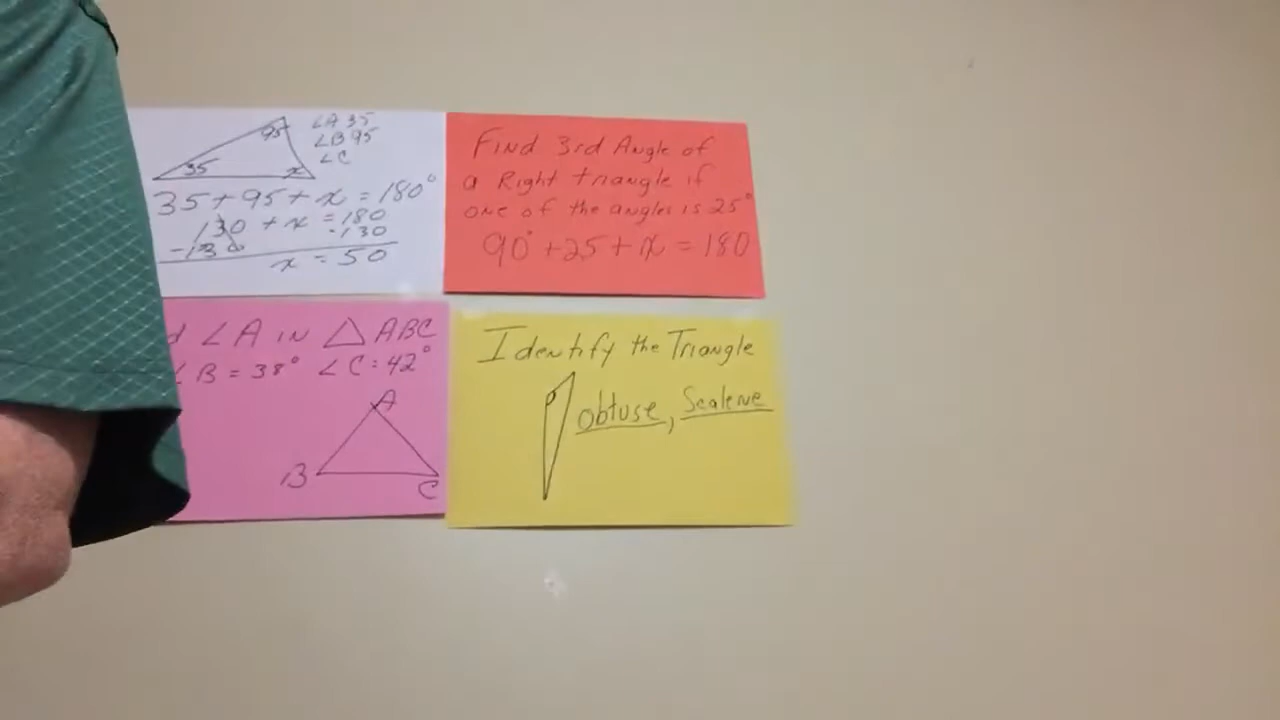 95
∠A 35
∠B 95
∠C
35
x
35 + 95 + x = 180°
130 + x = 180
-130 -130
x = 50
Find 3rd Angle of
a Right triangle if
one of the angles is 25°
90° + 25 + x = 180
d ∠A in △ABC
∠B = 38° ∠C = 42°
A
B
C
Identify the Triangle
obtuse, Scalene